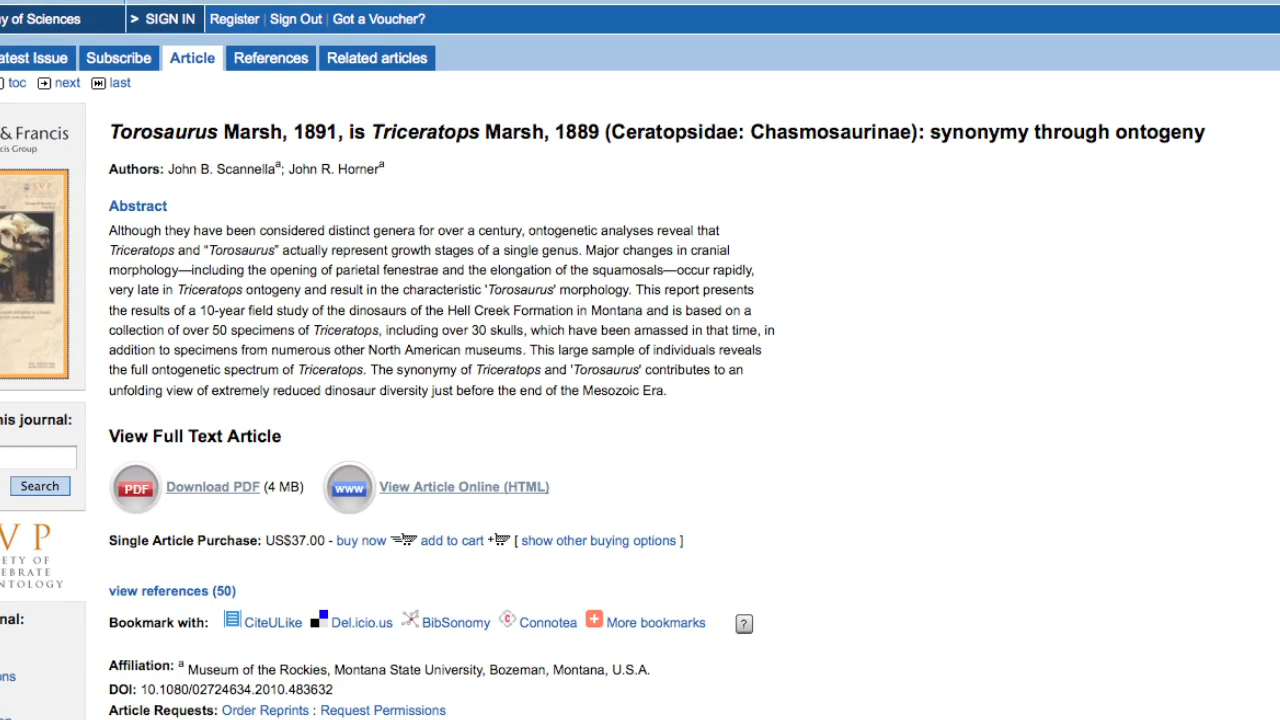 y of Sciences > SIGN IN Register | Sign Out | Got a Voucher?
atest Issue Subscribe Article References Related articles
toc next last
& Francis
cis Group
Torosaurus Marsh, 1891, is Triceratops Marsh, 1889 (Ceratopsidae: Chasmosaurinae): synonymy through ontogeny
Authors: John B. Scannellaa; John R. Hornera
Abstract
Although they have been considered distinct genera for over a century, ontogenetic analyses reveal that
Triceratops and “Torosaurus” actually represent growth stages of a single genus. Major changes in cranial
morphology—including the opening of parietal fenestrae and the elongation of the squamosals—occur rapidly,
very late in Triceratops ontogeny and result in the characteristic 'Torosaurus' morphology. This report presents
the results of a 10-year field study of the dinosaurs of the Hell Creek Formation in Montana and is based on a
collection of over 50 specimens of Triceratops, including over 30 skulls, which have been amassed in that time, in
addition to specimens from numerous other North American museums. This large sample of individuals reveals
the full ontogenetic spectrum of Triceratops. The synonymy of Triceratops and 'Torosaurus' contributes to an
unfolding view of extremely reduced dinosaur diversity just before the end of the Mesozoic Era.
his journal:
Search
View Full Text Article
PDF Download PDF (4 MB) www View Article Online (HTML)
Single Article Purchase: US$37.00 - buy now add to cart + [ show other buying options ]
V P
ETY OF
EBRATE
NTOLOGY
view references (50)
nal:
Bookmark with: CiteULike Del.icio.us BibSonomy Connotea More bookmarks ?
Affiliation: a Museum of the Rockies, Montana State University, Bozeman, Montana, U.S.A.
ons
DOI: 10.1080/02724634.2010.483632
Article Requests: Order Reprints : Request Permissions